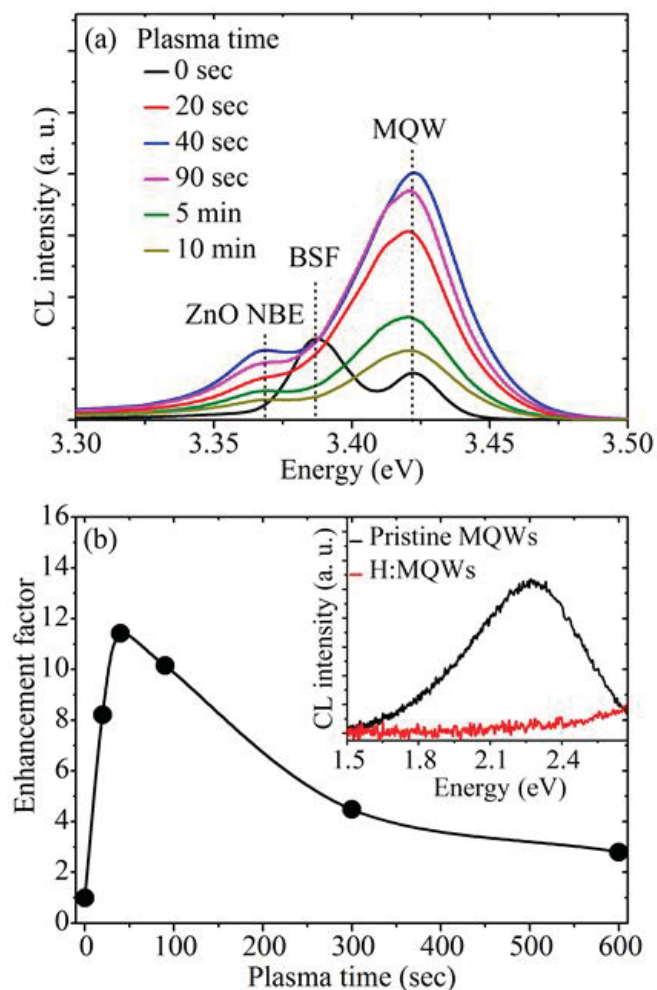 (a) Plasma time
0 sec
20 sec
40 sec
90 sec
5 min
10 min
MQW
BSF
ZnO NBE
CL intensity (a. u.)
3.30 3.35 3.40 3.45 3.50
Energy (eV)
(b)
16
14
12
10
8
6
4
2
0
Enhancement factor
0 100 200 300 400 500 600
Plasma time (sec)
Pristine MQWs
H:MQWs
CL intensity (a. u.)
1.5 1.8 2.1 2.4
Energy (eV)